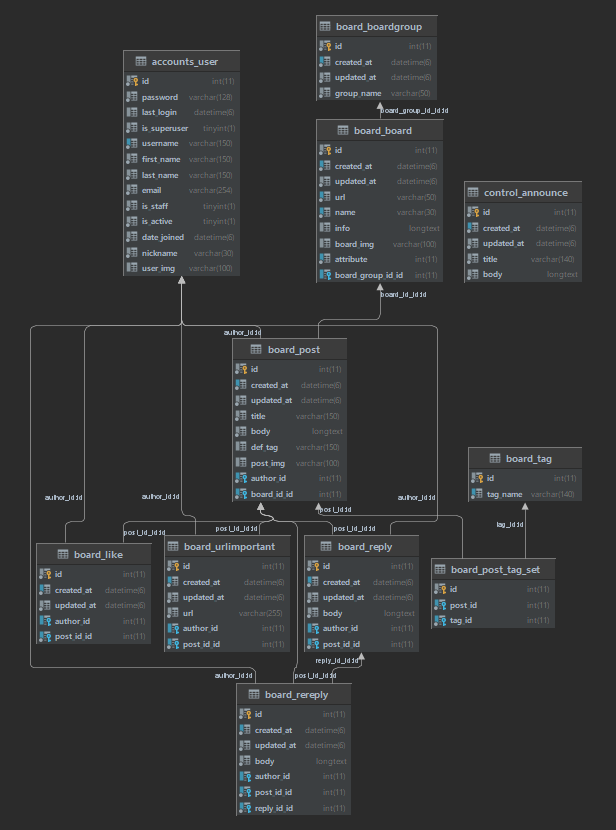 board_boardgroup
id int(11)
created_at datetime(6)
updated_at datetime(6)
group_name varchar(50)
board_group_id_id:id
accounts_user
id int(11)
password varchar(128)
last_login datetime(6)
is_superuser tinyint(1)
username varchar(150)
first_name varchar(150)
last_name varchar(150)
email varchar(254)
is_staff tinyint(1)
is_active tinyint(1)
date_joined datetime(6)
nickname varchar(30)
user_img varchar(100)
board_board
id int(11)
created_at datetime(6)
updated_at datetime(6)
url varchar(50)
name varchar(30)
info longtext
board_img varchar(100)
attribute int(11)
board_group_id_id int(11)
board_id_id:id
control_announce
id int(11)
created_at datetime(6)
updated_at datetime(6)
title varchar(140)
body longtext
author_id:id
board_post
id int(11)
created_at datetime(6)
updated_at datetime(6)
title varchar(150)
body longtext
def_tag varchar(150)
post_img varchar(100)
author_id int(11)
board_id_id int(11)
board_tag
id int(11)
tag_name varchar(140)
author_id:id
author_id:id
author_id:id
post_id:id
tag_id:id
post_id_id:id
post_id_id:id
post_id_id:id
board_like
id int(11)
created_at datetime(6)
updated_at datetime(6)
author_id int(11)
post_id_id int(11)
board_urlimportant
id int(11)
created_at datetime(6)
updated_at datetime(6)
url varchar(255)
author_id int(11)
post_id_id int(11)
board_reply
id int(11)
created_at datetime(6)
updated_at datetime(6)
body longtext
author_id int(11)
post_id_id int(11)
board_post_tag_set
id int(11)
post_id int(11)
tag_id int(11)
reply_id_id:id
author_id:id
post_id_id:id
board_rereply
id int(11)
created_at datetime(6)
updated_at datetime(6)
body longtext
author_id int(11)
post_id_id int(11)
reply_id_id int(11)